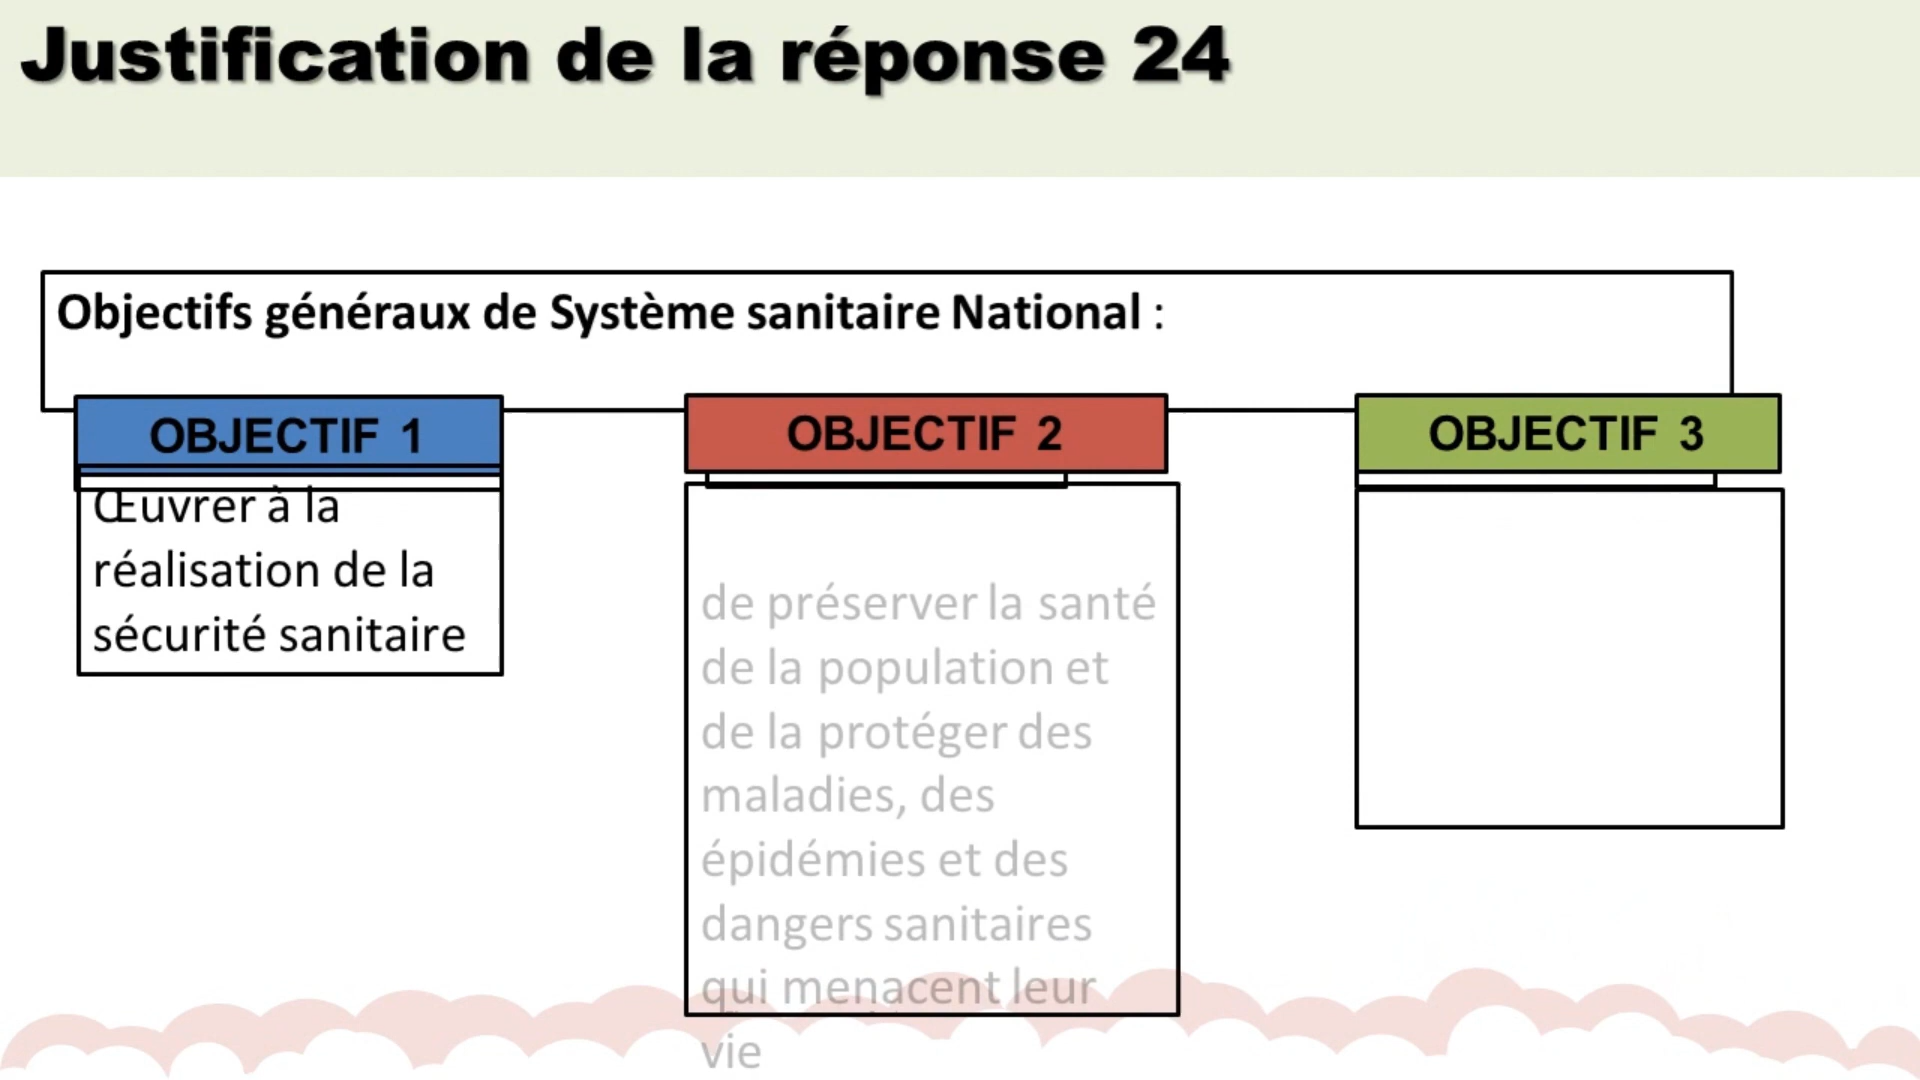 Justification de la réponse 24
Objectifs généraux de Système sanitaire National :
OBJECTIF 1
Œuvrer à la
réalisation de la
sécurité sanitaire
OBJECTIF 2
de préserver la santé
de la population et
de la protéger des
maladies, des
épidémies et des
dangers sanitaires
qui menacent leur
vie
OBJECTIF 3